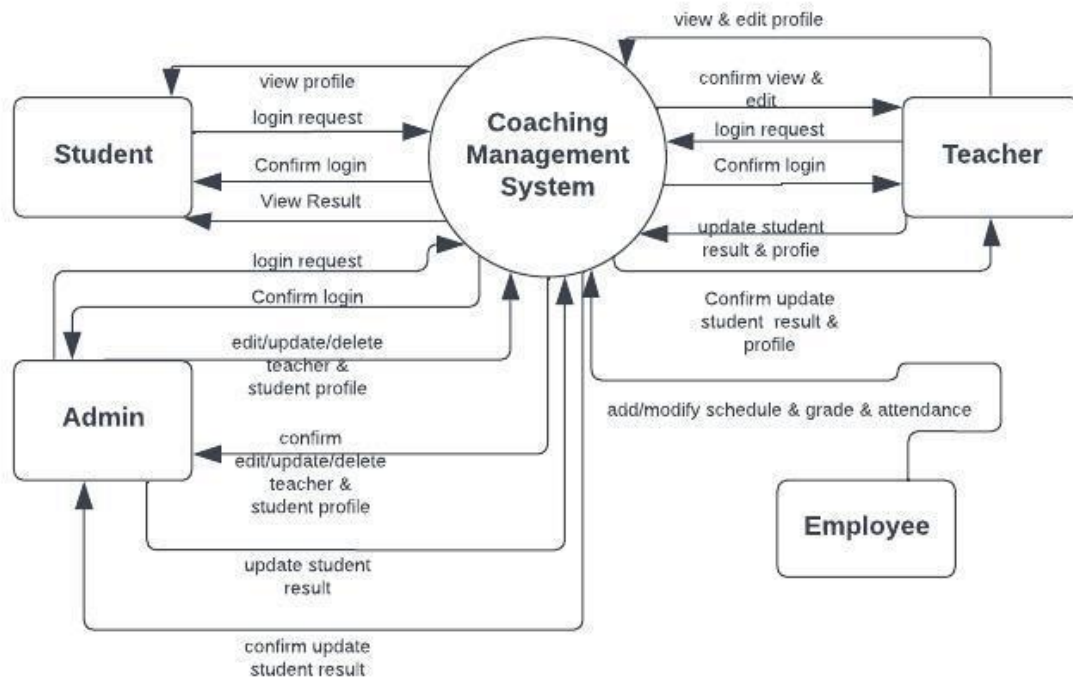 view & edit profile
view profile
confirm view &
edit
login request
Coaching
Management
System
login request
Student
Teacher
Confirm login
Confirm login
View Result
update student
result & profie
login request
Confirm login
Confirm update
student result &
profile
edit/update/delete
teacher &
student profile
Admin
add/modify schedule & grade & attendance
confirm
edit/update/delete
teacher &
student profile
Employee
update student
result
confirm update
student result